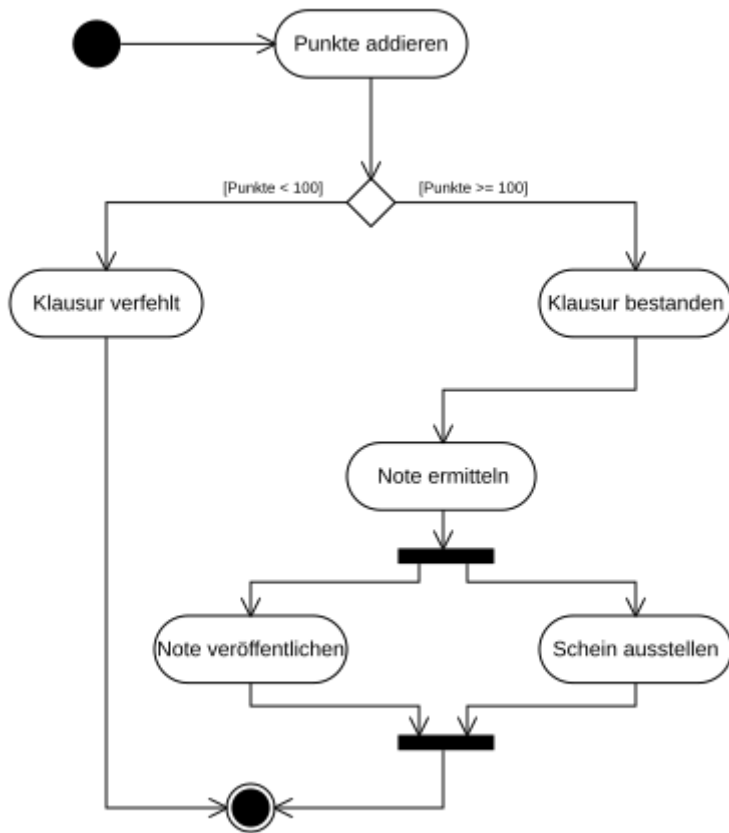 Punkte addieren
[Punkte < 100]
[Punkte >= 100]
Klausur verfehlt
Klausur bestanden
Note ermitteln
Note veröffentlichen
Schein ausstellen